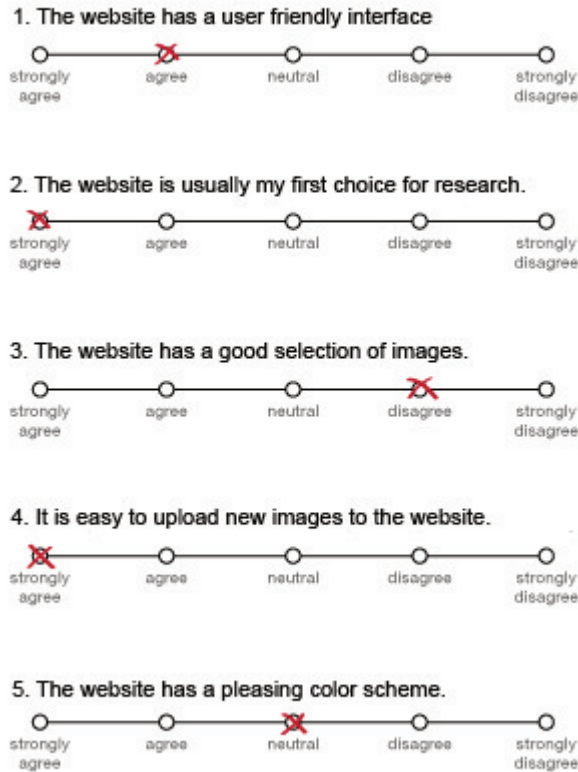 1. The website has a user friendly interface
strongly agree neutral disagree strongly
agree disagree
2. The website is usually my first choice for research.
strongly agree neutral disagree strongly
agree disagree
3. The website has a good selection of images.
strongly agree neutral disagree strongly
agree disagree
4. It is easy to upload new images to the website.
strongly agree neutral disagree strongly
agree disagree
5. The website has a pleasing color scheme.
strongly agree neutral disagree strongly
agree disagree